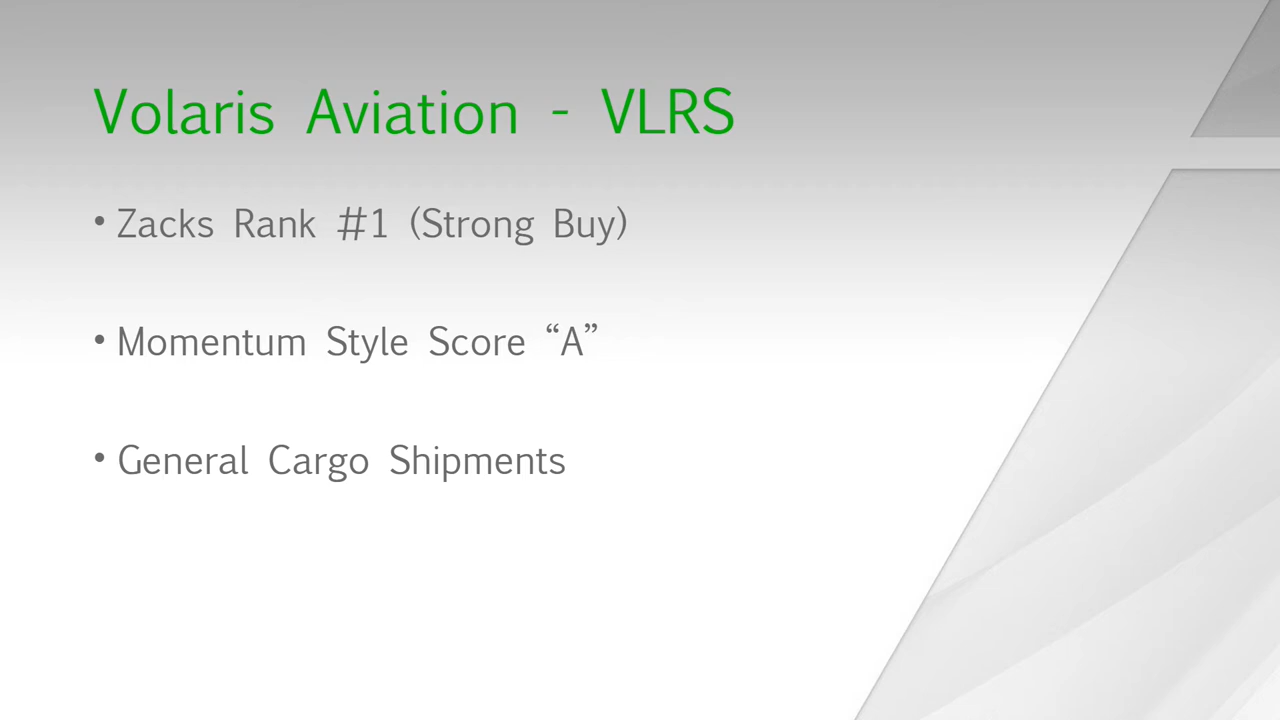 Volaris Aviation - VLRS
• Zacks Rank #1 (Strong Buy)
• Momentum Style Score “A”
• General Cargo Shipments